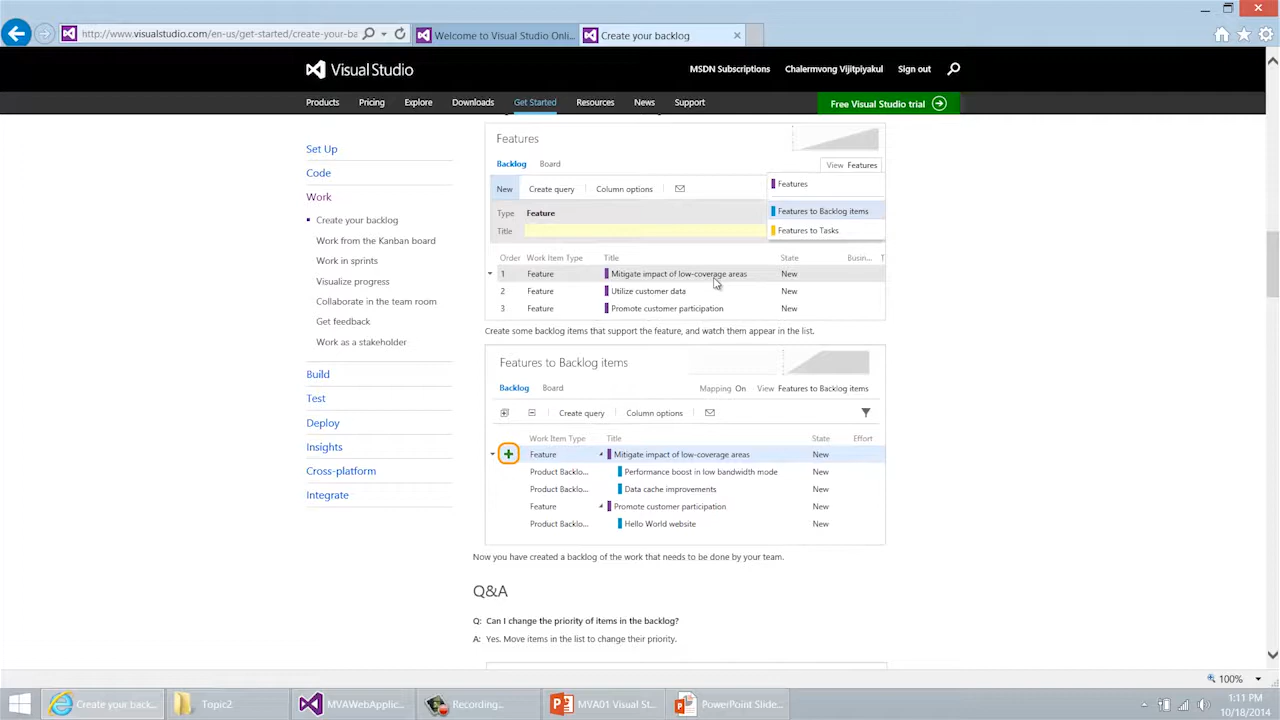 http://www.visualstudio.com/en-us/get-started/create-your-ba
Welcome to Visual Studio Onli...
Create your backlog
Visual Studio
MSDN Subscriptions
Chalermvong Vijitpiyakul
Sign out
Products
Pricing
Explore
Downloads
Get Started
Resources
News
Support
Free Visual Studio trial
Set Up
Code
Work
Create your backlog
Work from the Kanban board
Work in sprints
Visualize progress
Collaborate in the team room
Get feedback
Work as a stakeholder
Build
Test
Deploy
Insights
Cross-platform
Integrate
Features
Backlog Board
View Features
New Create query Column options
Features
Features to Backlog items
Features to Tasks
Type Feature
Title
Order Work Item Type Title State Busin... T
1 Feature Mitigate impact of low-coverage areas New
2 Feature Utilize customer data New
3 Feature Promote customer participation New
Create some backlog items that support the feature, and watch them appear in the list.
Features to Backlog items
Backlog Board Mapping On View Features to Backlog items
Create query Column options
Work Item Type Title State Effort
Feature Mitigate impact of low-coverage areas New
Product Backlo... Performance boost in low bandwidth mode New
Product Backlo... Data cache improvements New
Feature Promote customer participation New
Product Backlo... Hello World website New
Now you have created a backlog of the work that needs to be done by your team.
Q&A
Q: Can I change the priority of items in the backlog?
A: Yes. Move items in the list to change their priority.
100%
Create your back...
Topic2
MVAWebApplic...
Recording...
MVA01 Visual St...
PowerPoint Slide...
1:11 PM
10/18/2014